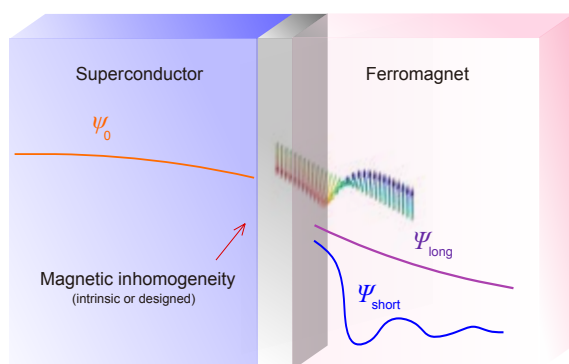 Superconductor
Ferromagnet
ψ0
Ψlong
Magnetic inhomogeneity
(intrinsic or designed)
Ψshort